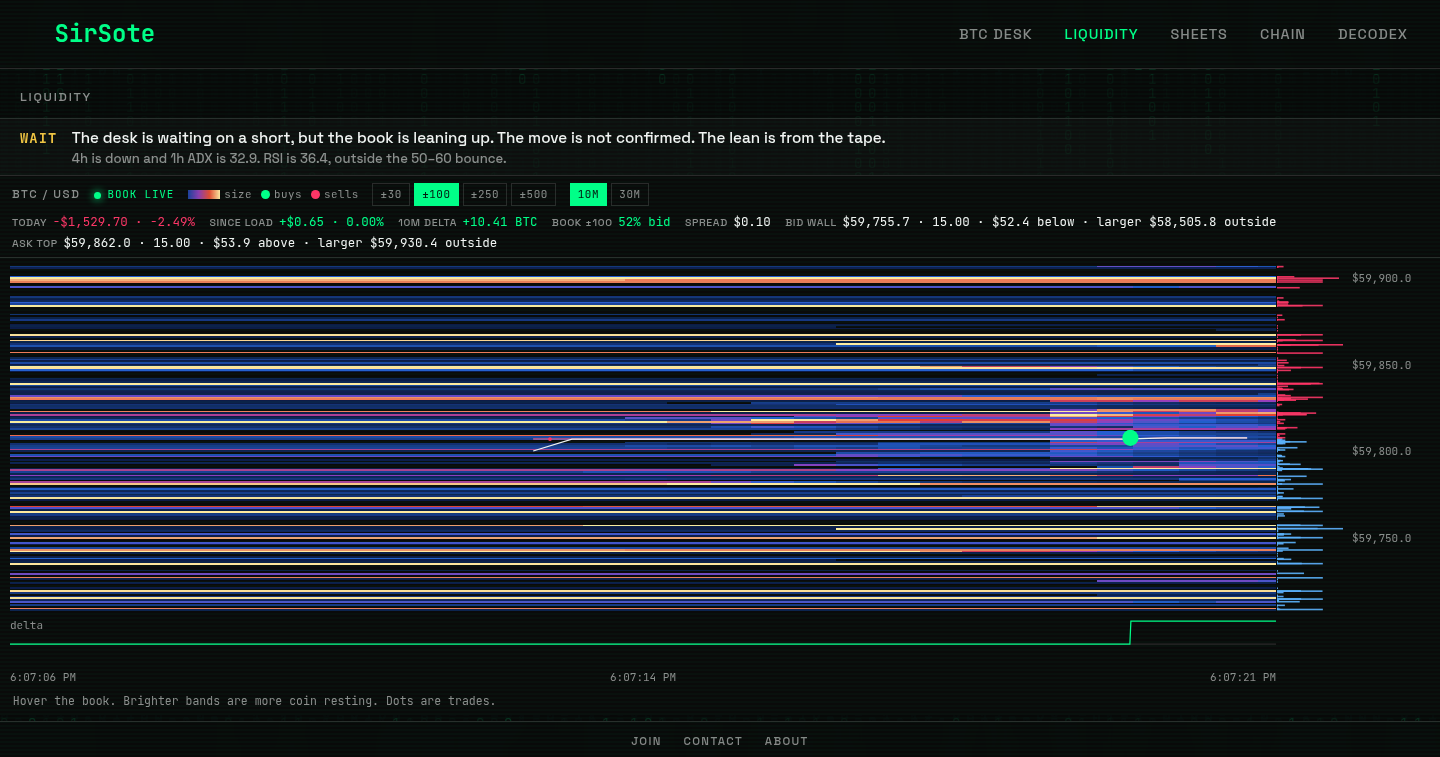 SirSote
BTC DESK LIQUIDITY SHEETS CHAIN DECODEX
LIQUIDITY
WAIT The desk is waiting on a short, but the book is leaning up. The move is not confirmed. The lean is from the tape.
4h is down and 1h ADX is 32.9. RSI is 36.4, outside the 50–60 bounce.
BTC / USD BOOK LIVE size buys sells ±30 ±100 ±250 ±500 10M 30M
TODAY -$1,529.70 · -2.49% SINCE LOAD +$0.65 · 0.00% 10M DELTA +10.41 BTC BOOK ±100 52% bid SPREAD $0.10 BID WALL $59,755.7 · 15.00 · $52.4 below · larger $58,505.8 outside
ASK TOP $59,862.0 · 15.00 · $53.9 above · larger $59,930.4 outside
$59,900.0
$59,850.0
$59,800.0
$59,750.0
delta
6:07:06 PM 6:07:14 PM 6:07:21 PM
Hover the book. Brighter bands are more coin resting. Dots are trades.
JOIN CONTACT ABOUT